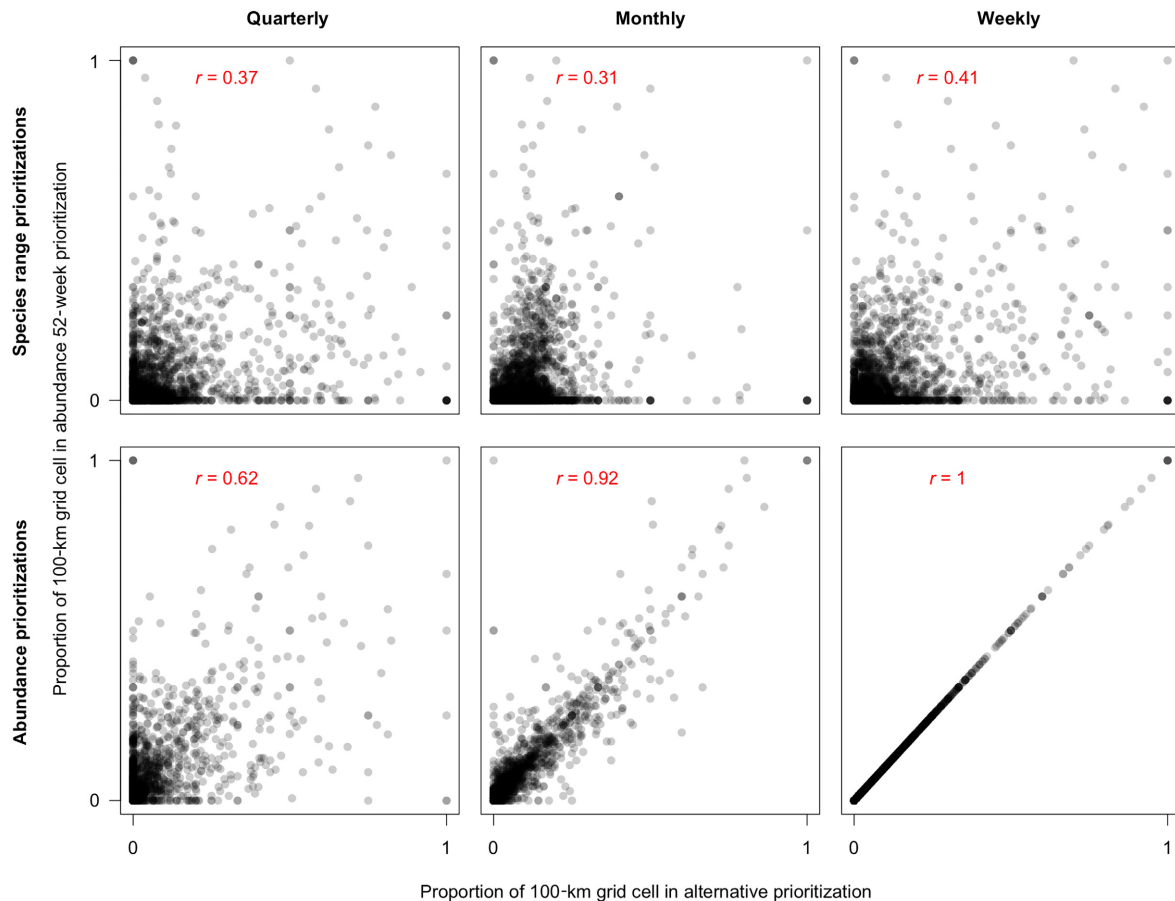 Quarterly
Monthly
Weekly
Species range prioritizations
Abundance prioritizations
Proportion of 100-km grid cell in abundance 52-week prioritization
1
0
r = 0.37
r = 0.31
r = 0.41
1
0
r = 0.62
r = 0.92
r = 1
0 1
0 1
0 1
Proportion of 100-km grid cell in alternative prioritization